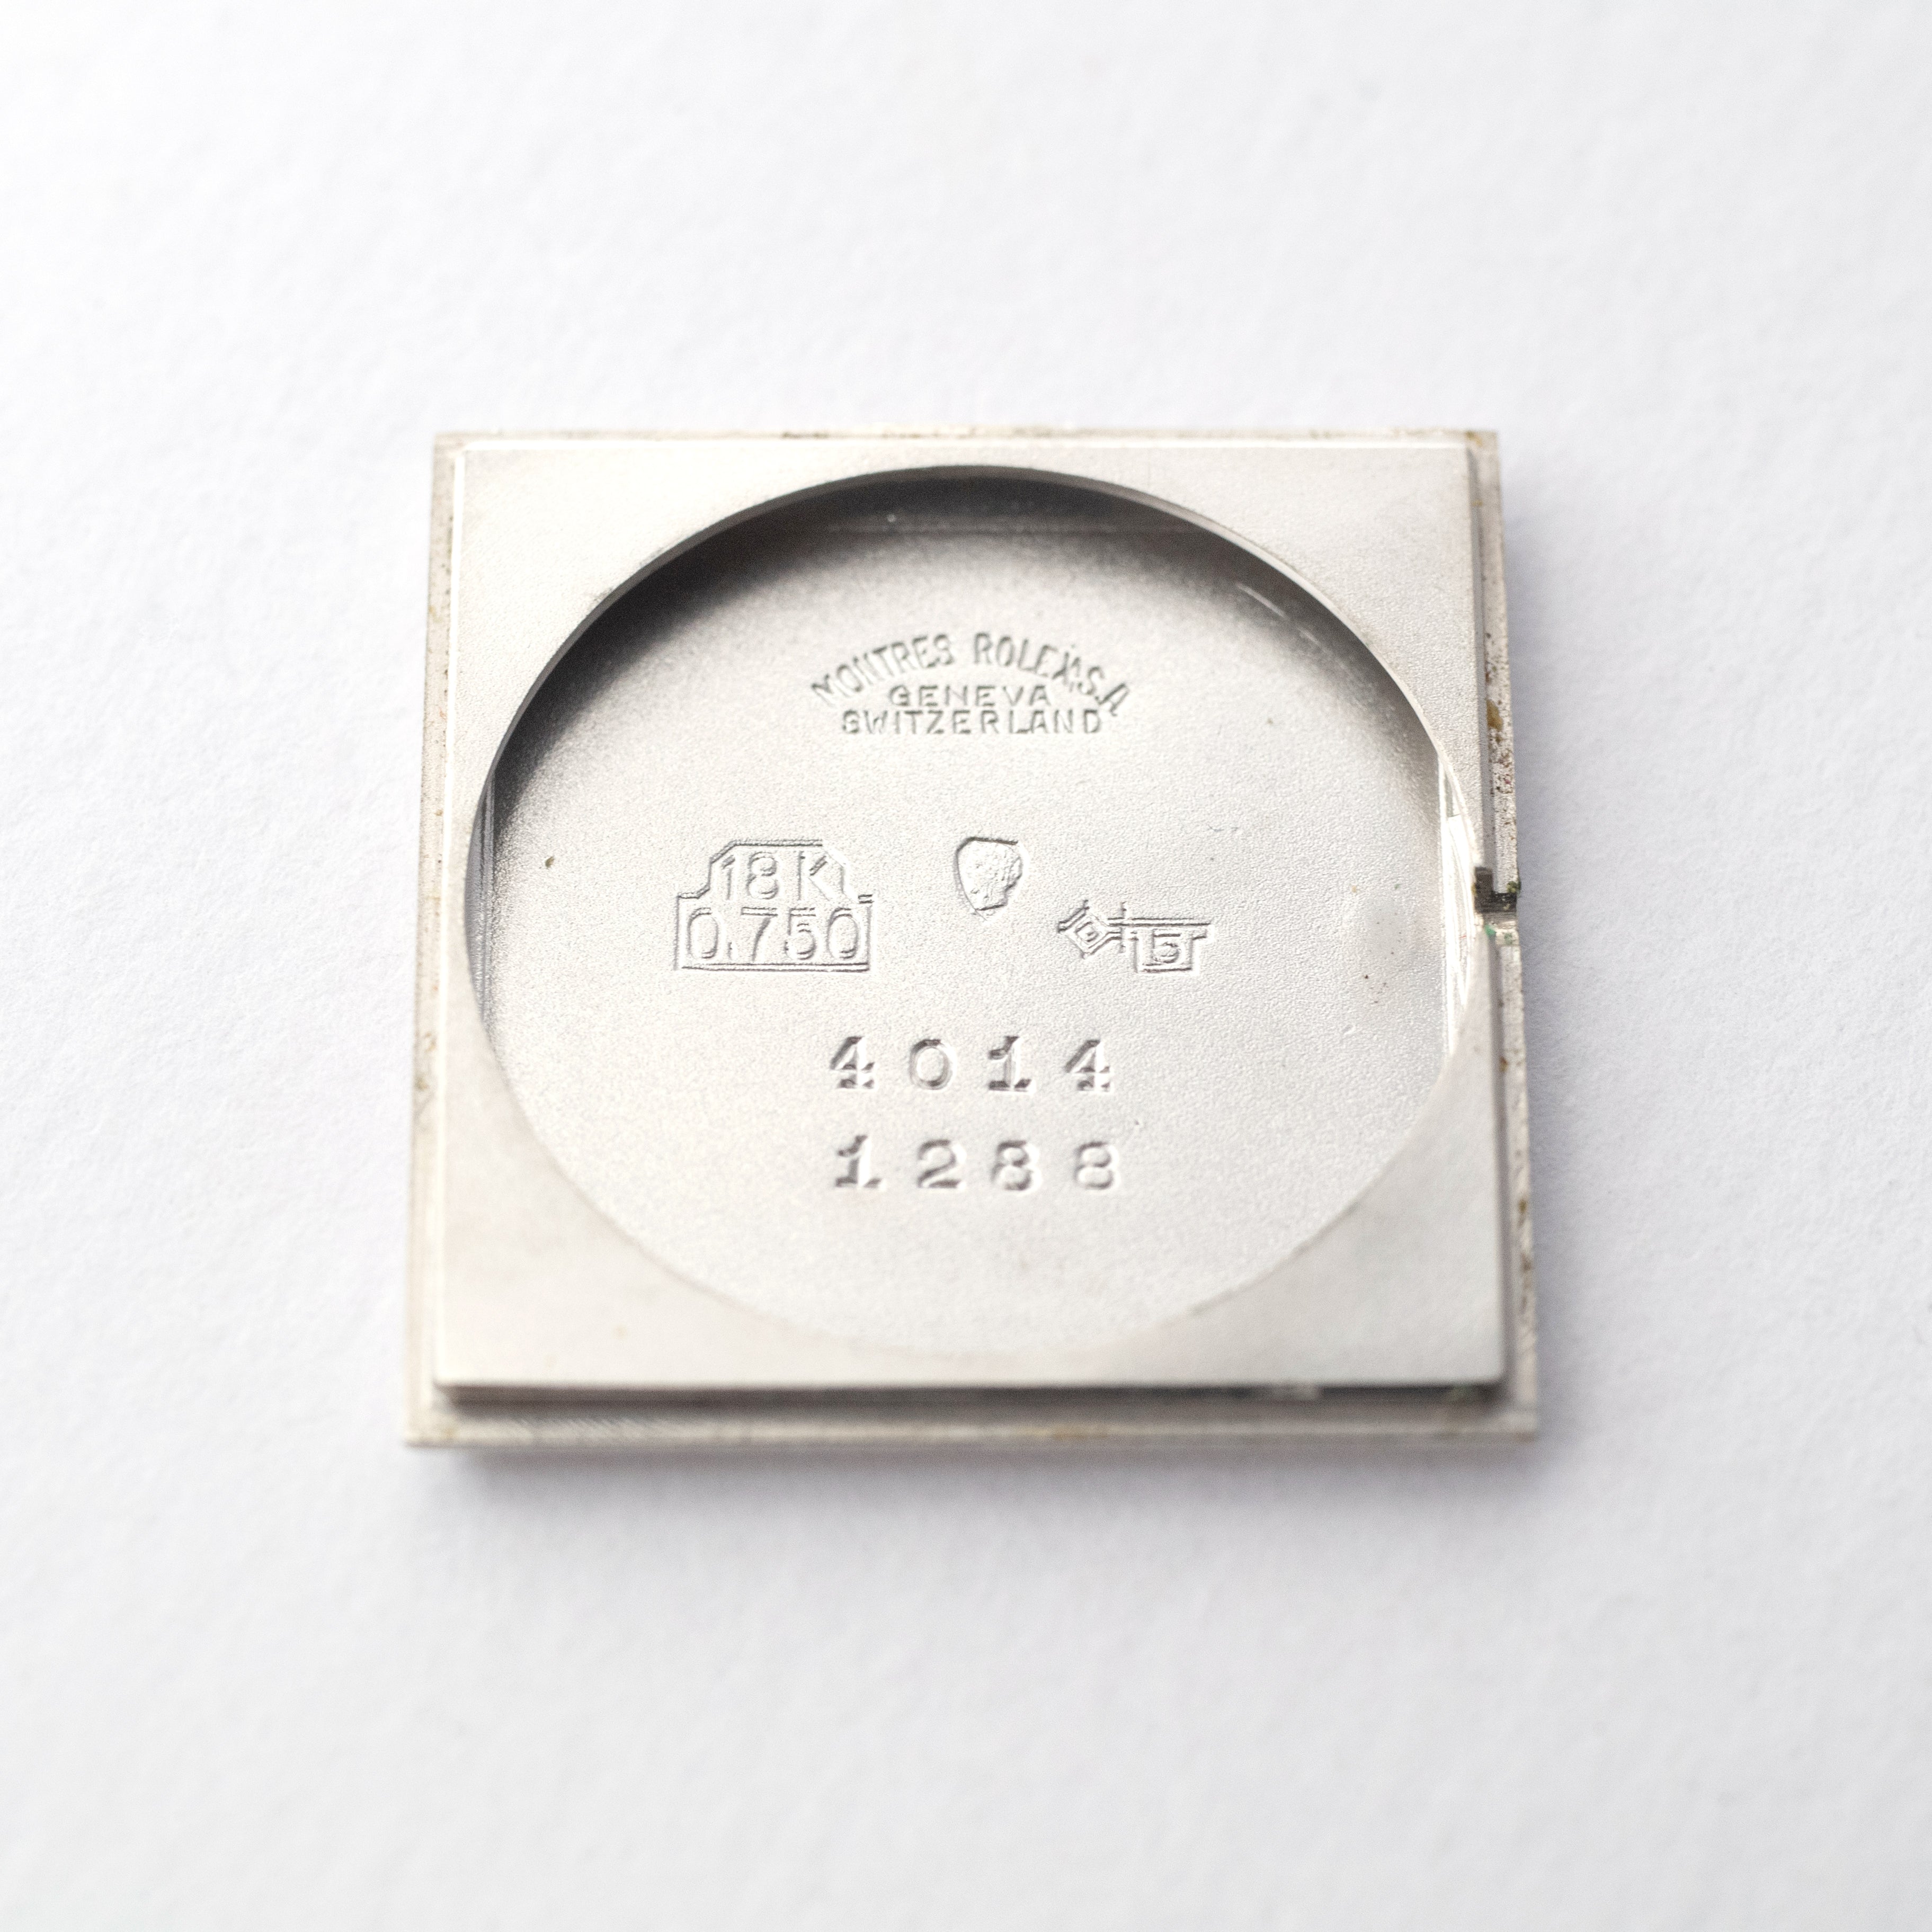 MONTRES ROLEX S.A
GENEVA
SWITZERLAND
18K
0.750
15
4014
1288